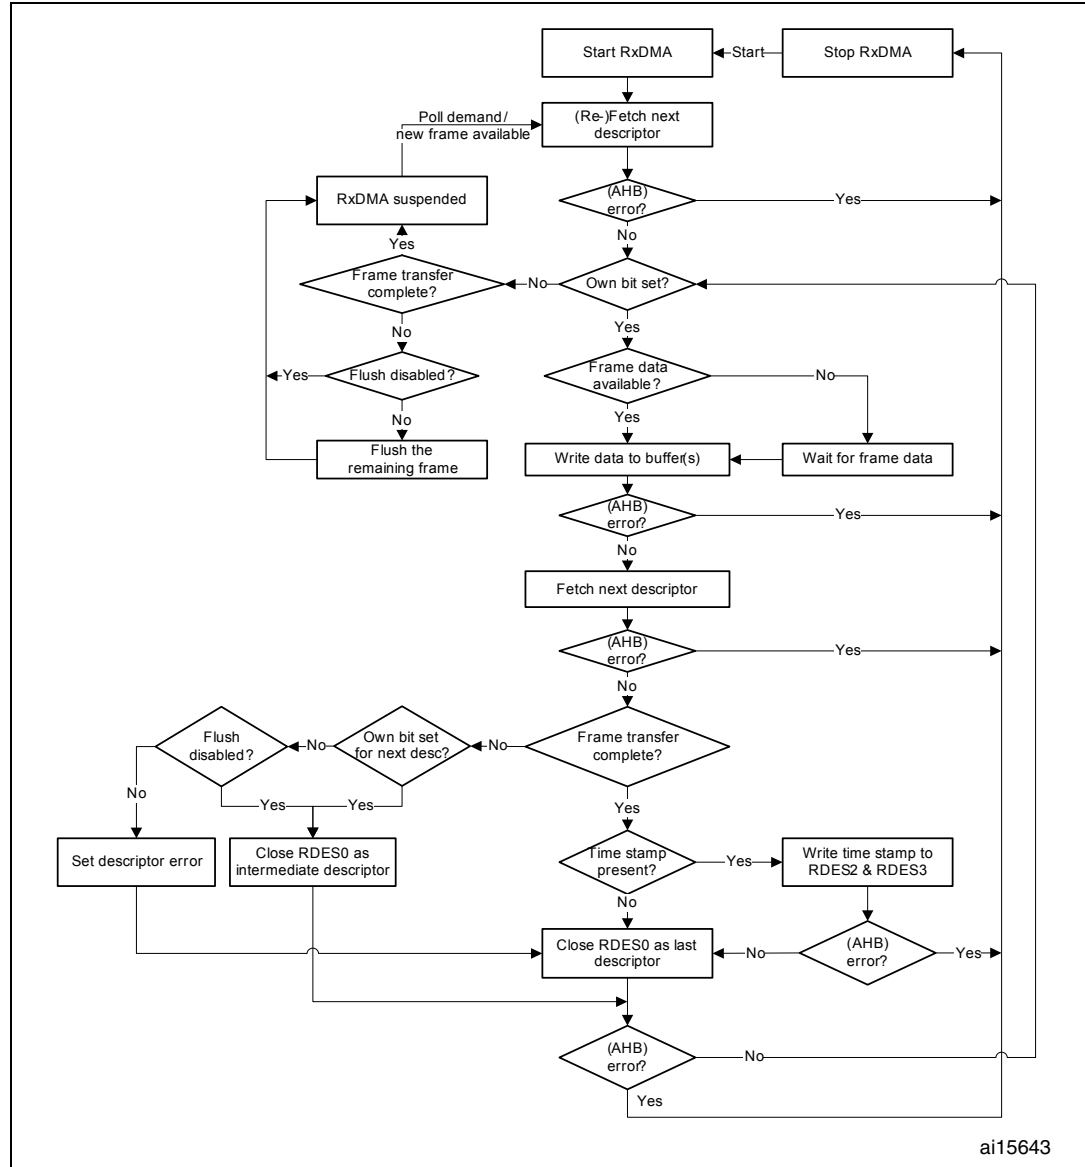 Start RxDMA
Start
Stop RxDMA
Poll demand /
new frame available
(Re-)Fetch next
descriptor
RxDMA suspended
(AHB)
error?
Yes
No
Yes
Frame transfer
complete?
No
Own bit set?
No
Yes
Yes
Flush disabled?
Frame data
available?
No
No
Yes
Flush the
remaining frame
Write data to buffer(s)
Wait for frame data
(AHB)
error?
Yes
No
Fetch next descriptor
(AHB)
error?
Yes
No
Flush
disabled?
No
Own bit set
for next desc?
No
Frame transfer
complete?
No
Yes
Yes
Yes
Set descriptor error
Close RDES0 as
intermediate descriptor
Time stamp
present?
Yes
Write time stamp to
RDES2 & RDES3
No
Close RDES0 as last
descriptor
No
(AHB)
error?
Yes
(AHB)
error?
No
Yes
ai15643